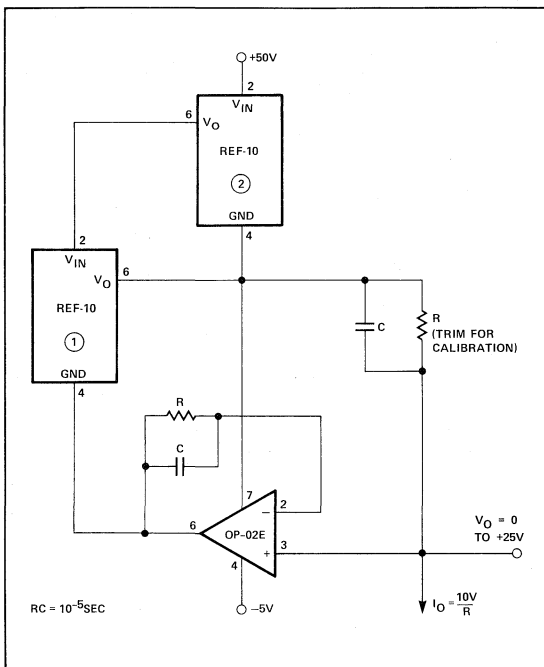 +50V
2
V_IN
6
V_O
REF-10
2
GND
4
2
V_IN
V_O
6
REF-10
1
GND
4
C
R
(TRIM FOR
CALIBRATION)
R
C
7
2
−
6
OP-02E
+
3
4
V_O = 0
TO +25V
−5V
I_O = 10V/R
RC = 10⁻⁵SEC